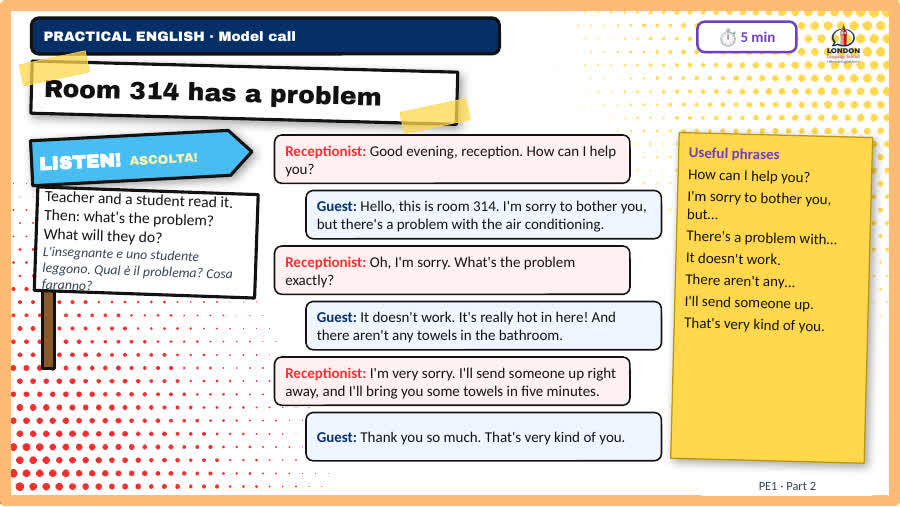 PRACTICAL ENGLISH · Model call
5 min
LONDON
Room 314 has a problem
LISTEN! ASCOLTA!
Teacher and a student read it.
Then: what's the problem?
What will they do?
L'insegnante e uno studente
leggono. Qual è il problema? Cosa
faranno?
Receptionist: Good evening, reception. How can I help
you?
Guest: Hello, this is room 314. I'm sorry to bother you,
but there's a problem with the air conditioning.
Receptionist: Oh, I'm sorry. What's the problem
exactly?
Guest: It doesn't work. It's really hot in here! And
there aren't any towels in the bathroom.
Receptionist: I'm very sorry. I'll send someone up right
away, and I'll bring you some towels in five minutes.
Guest: Thank you so much. That's very kind of you.
Useful phrases
How can I help you?
I'm sorry to bother you,
but...
There's a problem with...
It doesn't work.
There aren't any...
I'll send someone up.
That's very kind of you.
PE1 · Part 2